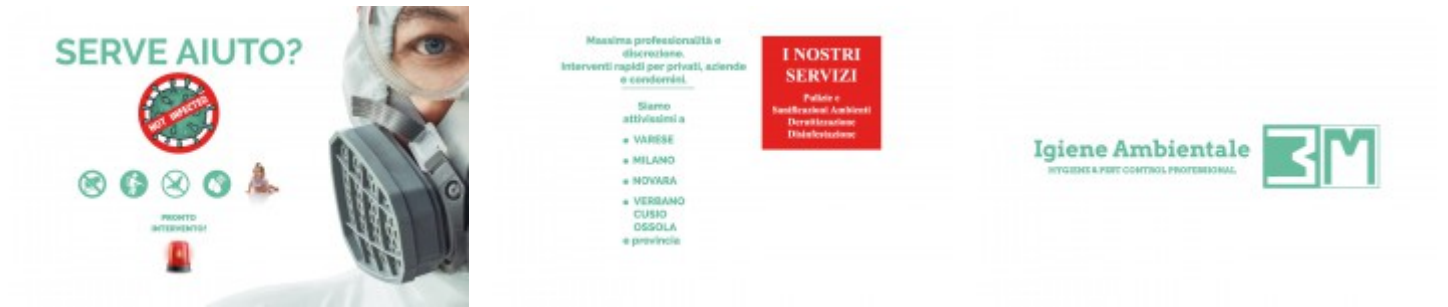 SERVE AIUTO?
NOT INFECTED
PRONTO
INTERVENTO!
Massima professionalità e
discrezione.
Interventi rapidi per privati, aziende
e condomini.
Siamo
attivissimi a
• VARESE
• MILANO
• NOVARA
• VERBANO
CUSIO
OSSOLA
e provincia
I NOSTRI
SERVIZI
Pulizie e
Sanificazioni Ambienti
Derattizzazione
Disinfestazione
Igiene Ambientale
HYGIENE & PEST CONTROL PROFESSIONAL
3M